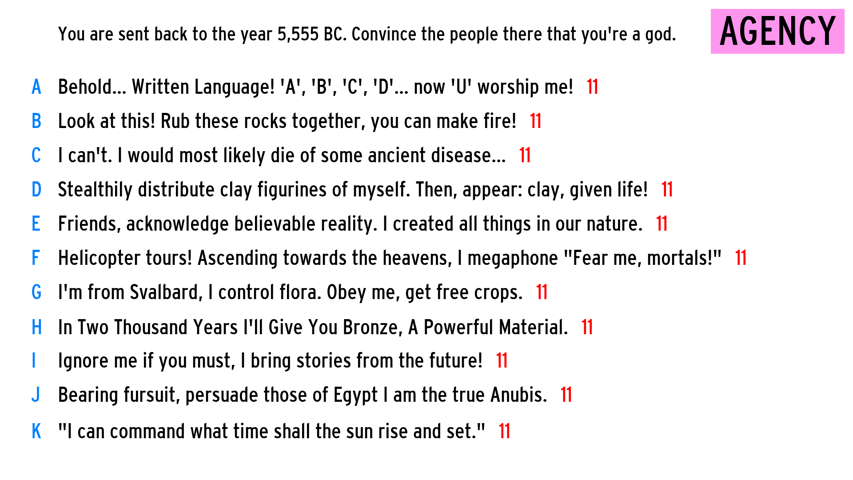 You are sent back to the year 5,555 BC. Convince the people there that you're a god.
AGENCY
A Behold... Written Language! 'A', 'B', 'C', 'D'... now 'U' worship me! 11
B Look at this! Rub these rocks together, you can make fire! 11
C I can't. I would most likely die of some ancient disease... 11
D Stealthily distribute clay figurines of myself. Then, appear: clay, given life! 11
E Friends, acknowledge believable reality. I created all things in our nature. 11
F Helicopter tours! Ascending towards the heavens, I megaphone "Fear me, mortals!" 11
G I'm from Svalbard, I control flora. Obey me, get free crops. 11
H In Two Thousand Years I'll Give You Bronze, A Powerful Material. 11
I Ignore me if you must, I bring stories from the future! 11
J Bearing fursuit, persuade those of Egypt I am the true Anubis. 11
K "I can command what time shall the sun rise and set." 11